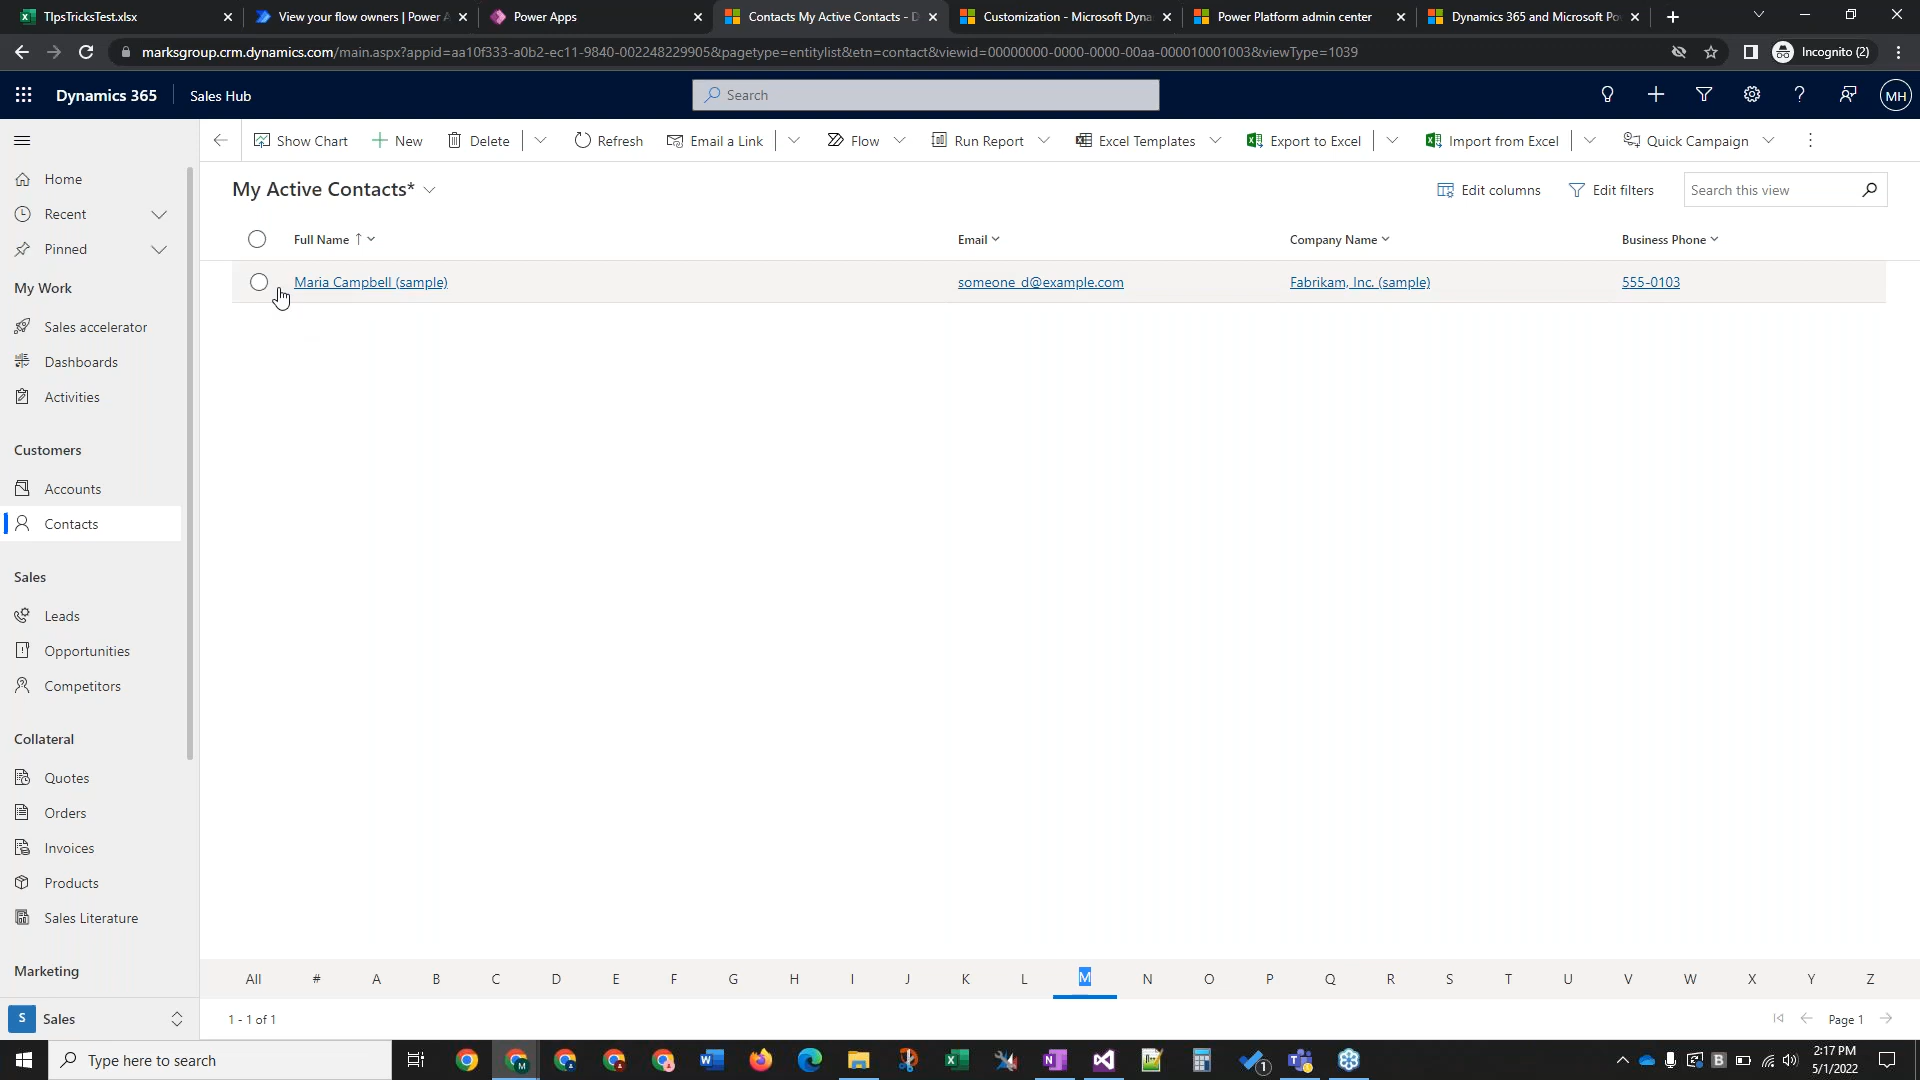 TIpsTricksTest.xlsx
View your flow owners | Power A
Power Apps
Contacts My Active Contacts - D
Customization - Microsoft Dyna
Power Platform admin center
Dynamics 365 and Microsoft Po
marksgroup.crm.dynamics.com/main.aspx?appid=aa10f333-a0b2-ec11-9840-002248229905&pagetype=entitylist&etn=contact&viewid=00000000-0000-0000-00aa-000010001003&viewType=1039
Incognito (2)
Dynamics 365
Sales Hub
Search
MH
Show Chart
New
Delete
Refresh
Email a Link
Flow
Run Report
Excel Templates
Export to Excel
Import from Excel
Quick Campaign
Home
Recent
Pinned
My Work
Sales accelerator
Dashboards
Activities
Customers
Accounts
Contacts
Sales
Leads
Opportunities
Competitors
Collateral
Quotes
Orders
Invoices
Products
Sales Literature
Marketing
S Sales
My Active Contacts*
Edit columns
Edit filters
Search this view
Full Name ↑ Email Company Name Business Phone
Maria Campbell (sample) someone_d@example.com Fabrikam, Inc. (sample) 555-0103
All # A B C D E F G H I J K L M N O P Q R S T U V W X Y Z
1 - 1 of 1
Page 1
Type here to search
2:17 PM
5/1/2022